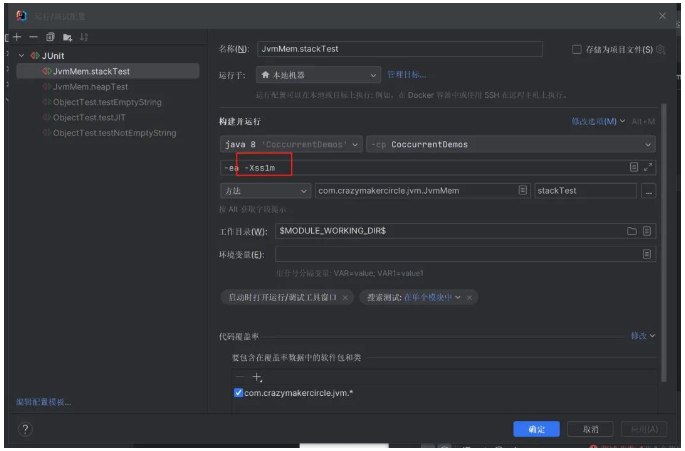 运行/调试配置
JUnit
JvmMem.stackTest
JvmMem.heapTest
ObjectTest.testEmptyString
ObjectTest.testJIT
ObjectTest.testNotEmptyString
编辑配置模板...
名称(N): JvmMem.stackTest 存储为项目文件(S)
运行于: 本地机器 管理目标...
运行配置可以在本地或目标上执行: 例如，在 Docker 容器中或使用 SSH 在远程主机上执行。
构建并运行 修改选项(M) Alt+M
java 8 'CoccurrentDemos' -cp CoccurrentDemos
-ea -Xss1m
方法 com.crazymakercircle.jvm.JvmMem stackTest ...
按 Alt 获取字段提示
工作目录(W): $MODULE_WORKING_DIR$
环境变量(E):
用分号分隔变量: VAR=value; VAR1=value1
启动时打开运行/调试工具窗口 搜索测试: 在单个模块中
代码覆盖率 修改
要包含在覆盖率数据中的软件包和类
com.crazymakercircle.jvm.*
? 确定 取消 应用(A)